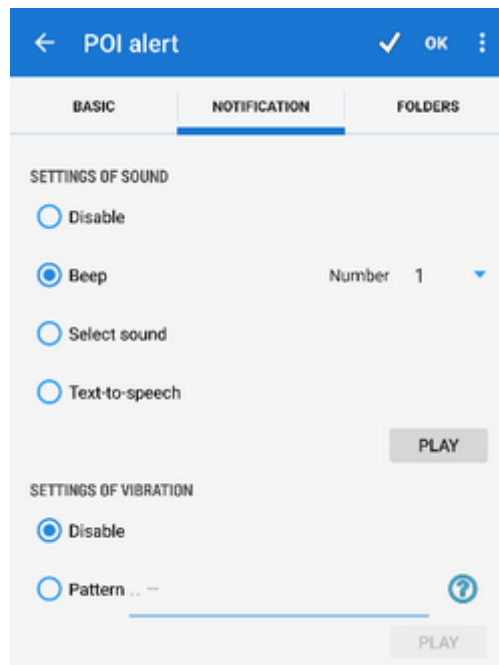 POI alert OK
BASIC NOTIFICATION FOLDERS
SETTINGS OF SOUND
Disable
Beep Number 1
Select sound
Text-to-speech
PLAY
SETTINGS OF VIBRATION
Disable
Pattern .. –
PLAY